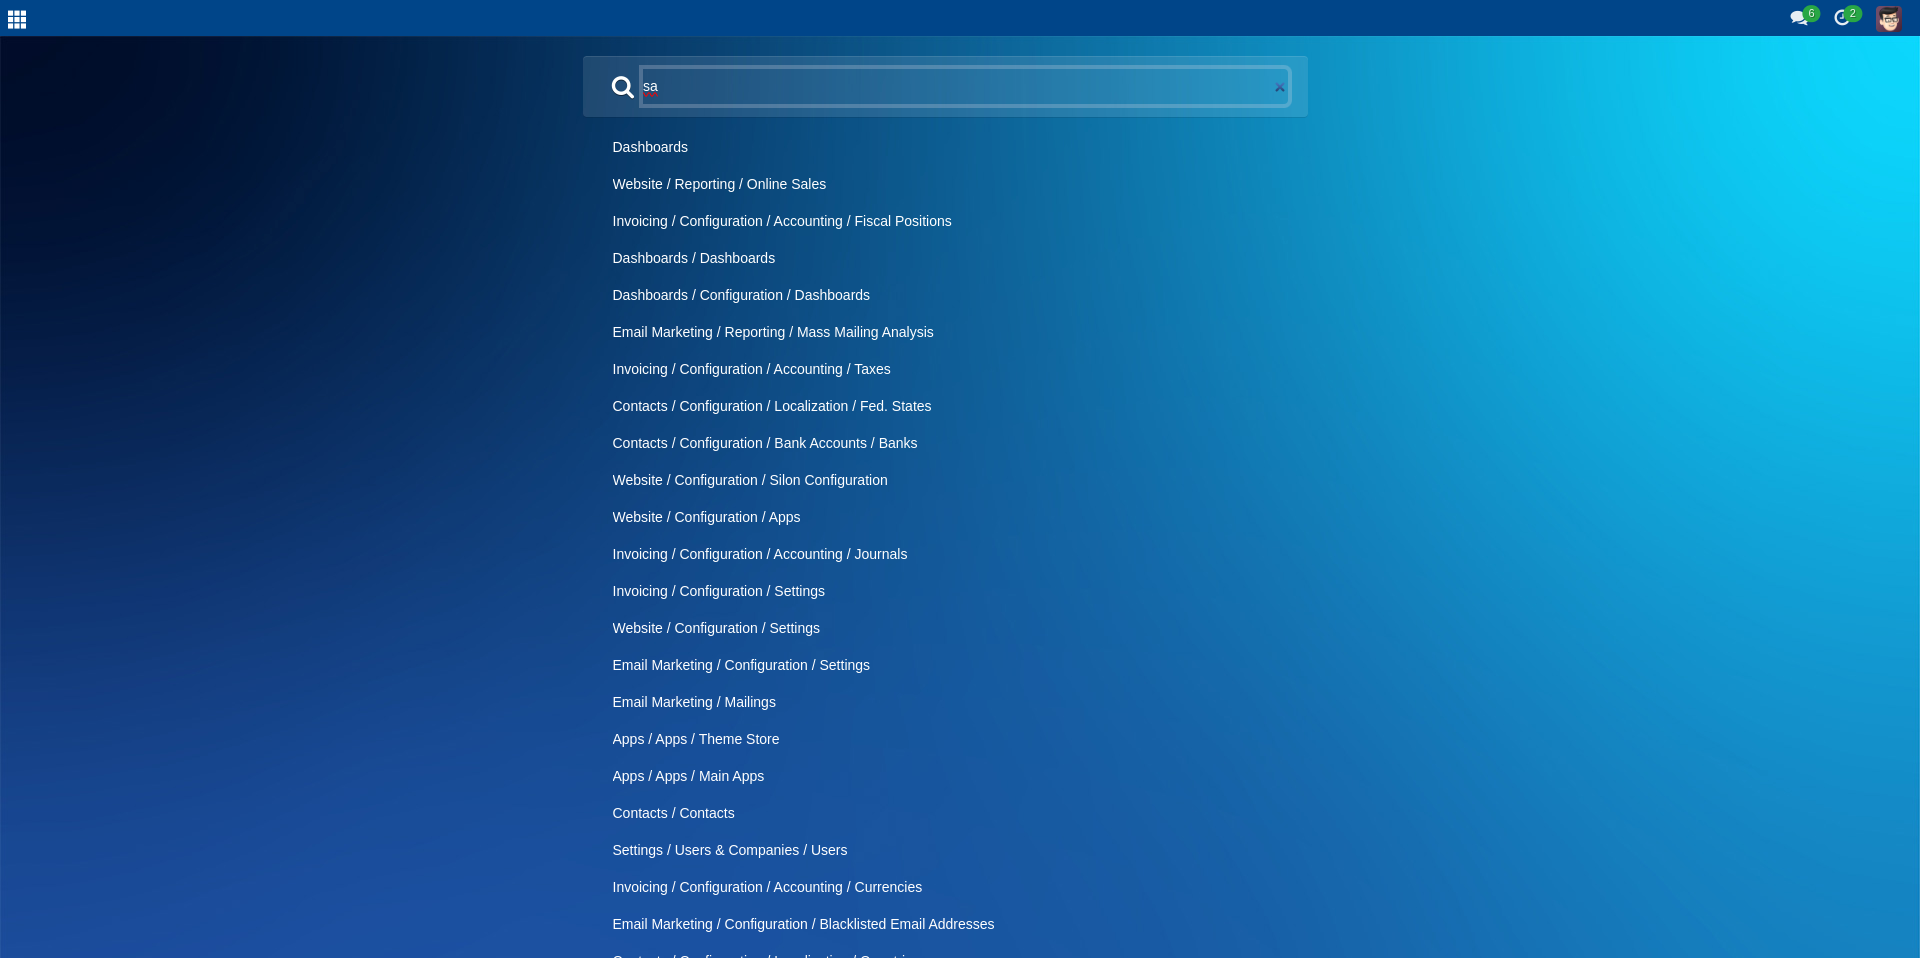 6
2
sa
Dashboards
Website / Reporting / Online Sales
Invoicing / Configuration / Accounting / Fiscal Positions
Dashboards / Dashboards
Dashboards / Configuration / Dashboards
Email Marketing / Reporting / Mass Mailing Analysis
Invoicing / Configuration / Accounting / Taxes
Contacts / Configuration / Localization / Fed. States
Contacts / Configuration / Bank Accounts / Banks
Website / Configuration / Silon Configuration
Website / Configuration / Apps
Invoicing / Configuration / Accounting / Journals
Invoicing / Configuration / Settings
Website / Configuration / Settings
Email Marketing / Configuration / Settings
Email Marketing / Mailings
Apps / Apps / Theme Store
Apps / Apps / Main Apps
Contacts / Contacts
Settings / Users & Companies / Users
Invoicing / Configuration / Accounting / Currencies
Email Marketing / Configuration / Blacklisted Email Addresses